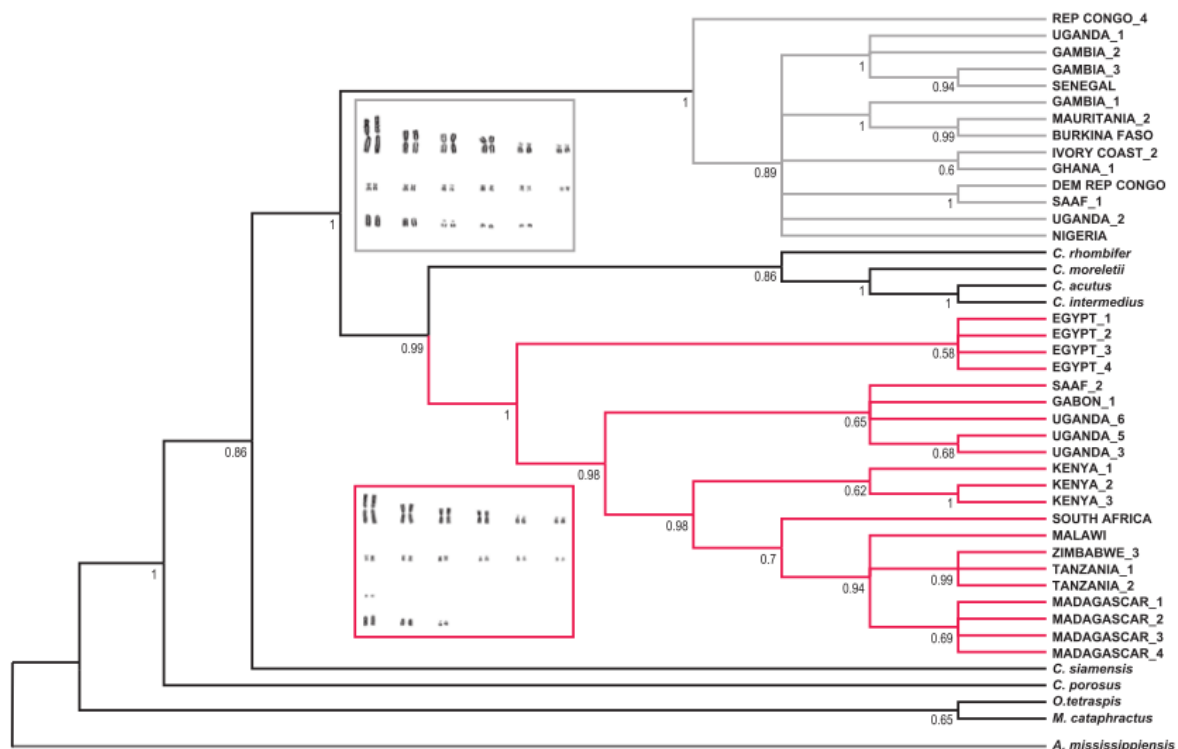 REP CONGO_4
UGANDA_1
GAMBIA_2
1
GAMBIA_3
0.94
SENEGAL
1
GAMBIA_1
1
MAURITANIA_2
0.99
BURKINA FASO
IVORY COAST_2
0.89
0.6
GHANA_1
DEM REP CONGO
1
SAAF_1
UGANDA_2
1
NIGERIA
C. rhombifer
0.86
C. moreletii
1
C. acutus
1
C. intermedius
EGYPT_1
EGYPT_2
0.99
0.58
EGYPT_3
EGYPT_4
SAAF_2
1
GABON_1
0.65
UGANDA_6
UGANDA_5
0.86
0.68
UGANDA_3
0.98
KENYA_1
0.62
KENYA_2
1
KENYA_3
0.98
SOUTH AFRICA
MALAWI
0.7
ZIMBABWE_3
1
0.94
0.99
TANZANIA_1
TANZANIA_2
MADAGASCAR_1
MADAGASCAR_2
0.69
MADAGASCAR_3
MADAGASCAR_4
C. siamensis
C. porosus
O.tetraspis
0.65
M. cataphractus
A. mississippiensis